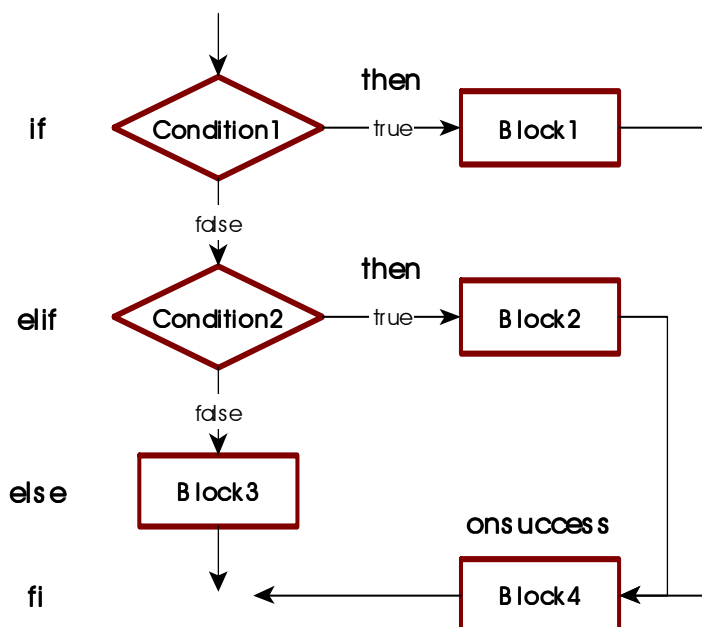 then
if
Condition1
true
Block1
false
then
elif
Condition2
true
Block2
false
else
Block3
onsuccess
fi
Block4